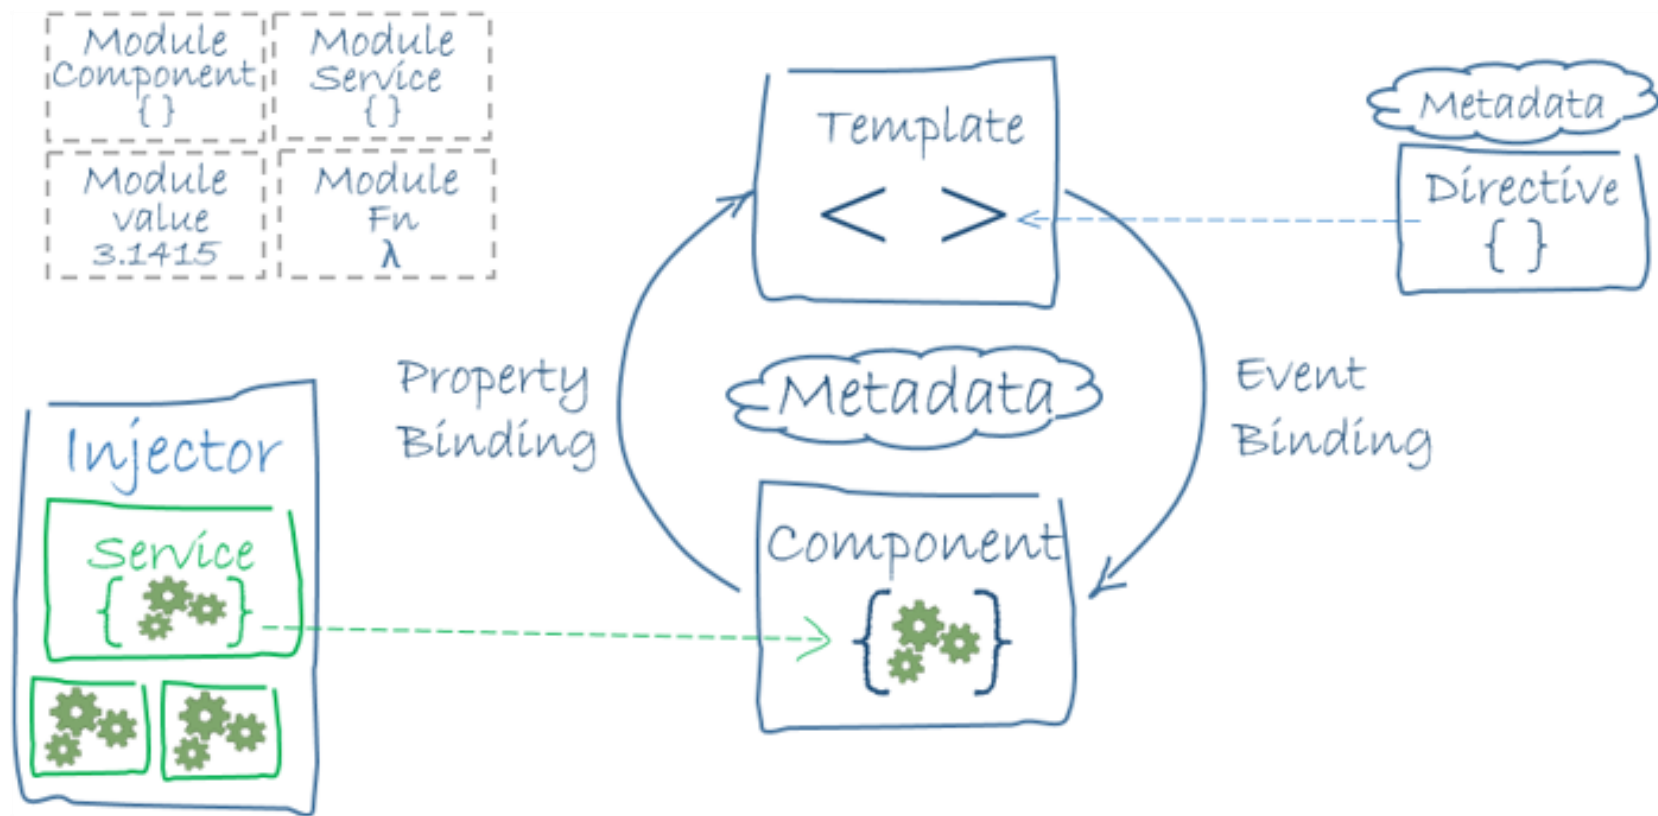 Module
Component
{ }
Module
Service
{ }
Module
value
3.1415
Module
Fn
λ
Template
< >
Metadata
Directive
{ }
Property
Binding
Metadata
Event
Binding
Injector
Service
{ }
Component
{ }